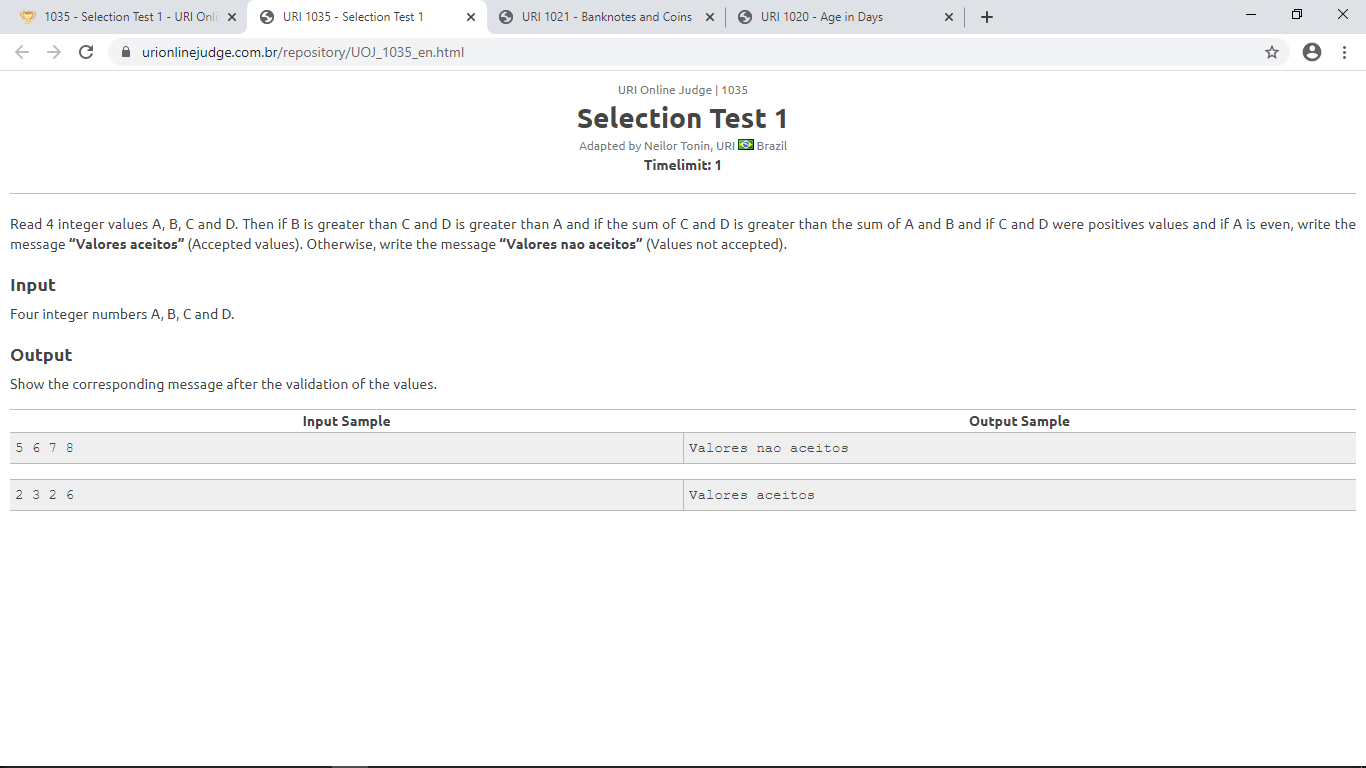 1035 - Selection Test 1 - URI Onli
URI 1035 - Selection Test 1
URI 1021 - Banknotes and Coins
URI 1020 - Age in Days
urionlinejudge.com.br/repository/UOJ_1035_en.html
URI Online Judge | 1035
Selection Test 1
Adapted by Neilor Tonin, URI Brazil
Timelimit: 1
Read 4 integer values A, B, C and D. Then if B is greater than C and D is greater than A and if the sum of C and D is greater than the sum of A and B and if C and D were positives values and if A is even, write the
message “Valores aceitos” (Accepted values). Otherwise, write the message “Valores nao aceitos” (Values not accepted).
Input
Four integer numbers A, B, C and D.
Output
Show the corresponding message after the validation of the values.
Input Sample Output Sample
5 6 7 8 Valores nao aceitos
2 3 2 6 Valores aceitos